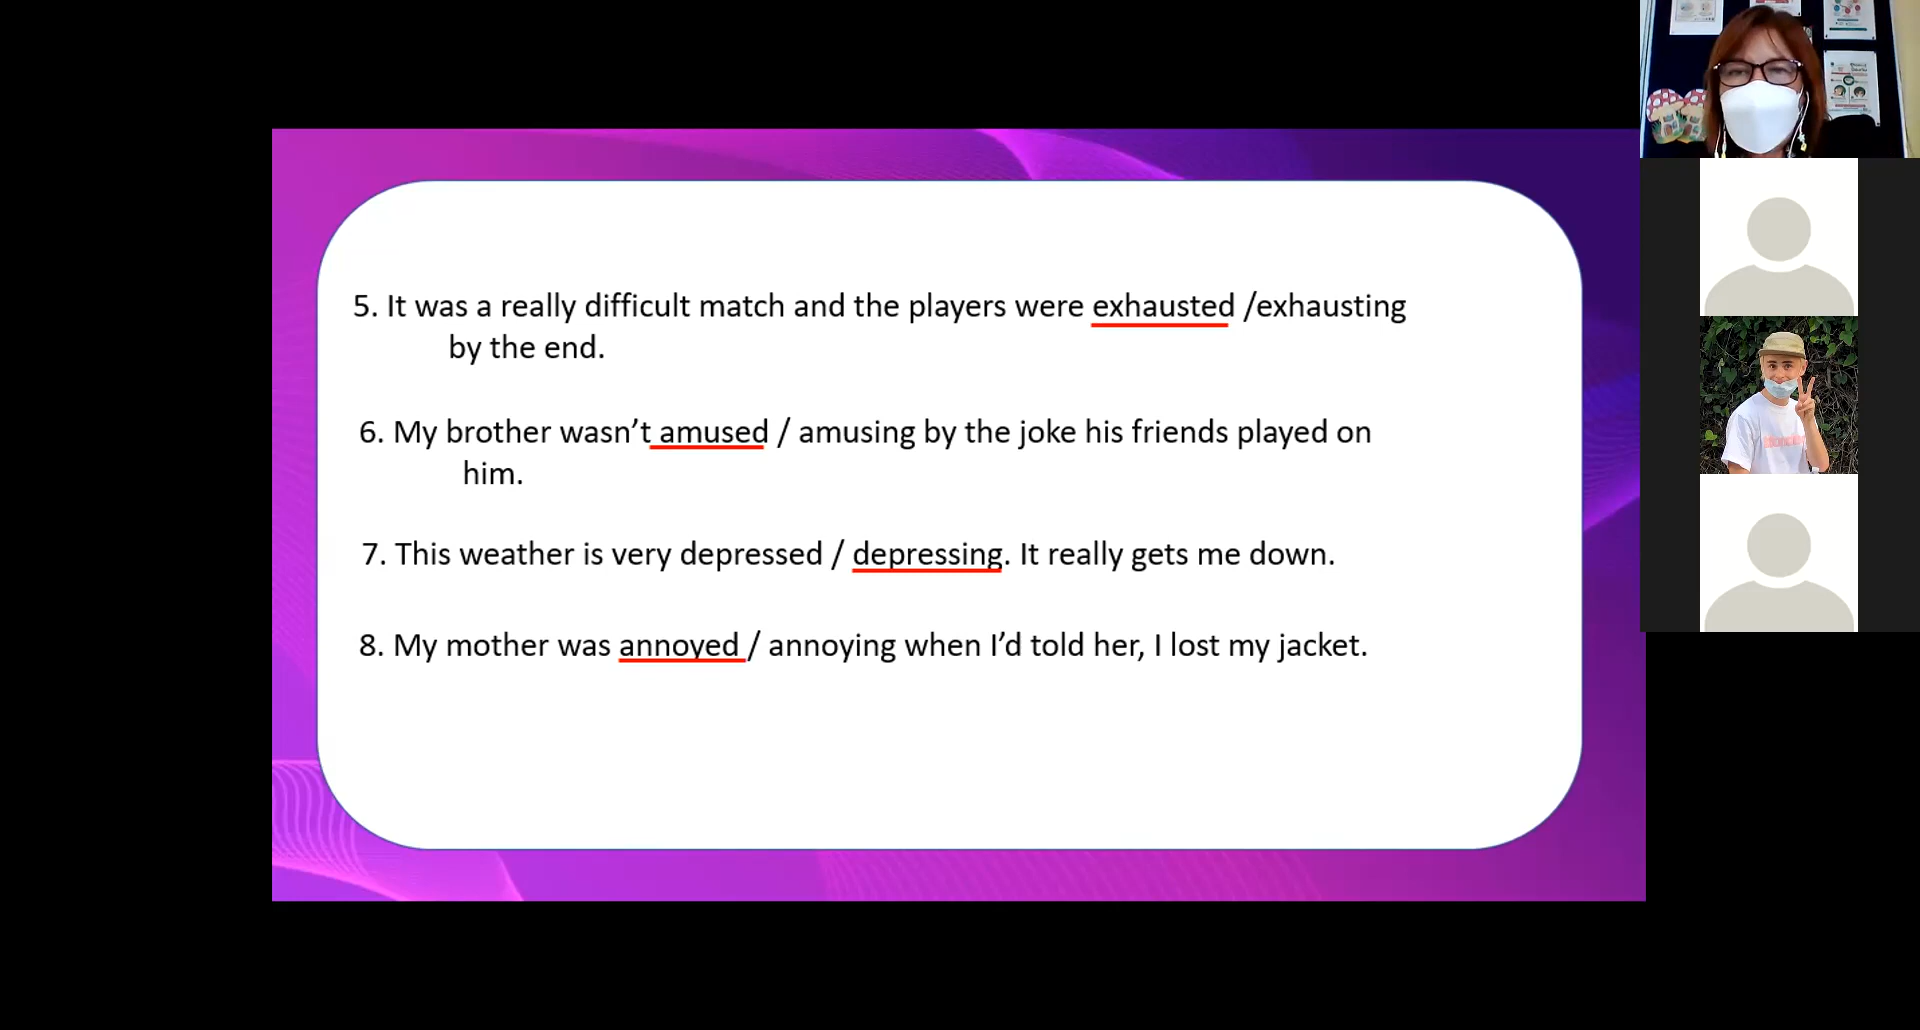 5. It was a really difficult match and the players were exhausted /exhausting
by the end.
6. My brother wasn’t amused / amusing by the joke his friends played on
him.
7. This weather is very depressed / depressing. It really gets me down.
8. My mother was annoyed / annoying when I’d told her, I lost my jacket.